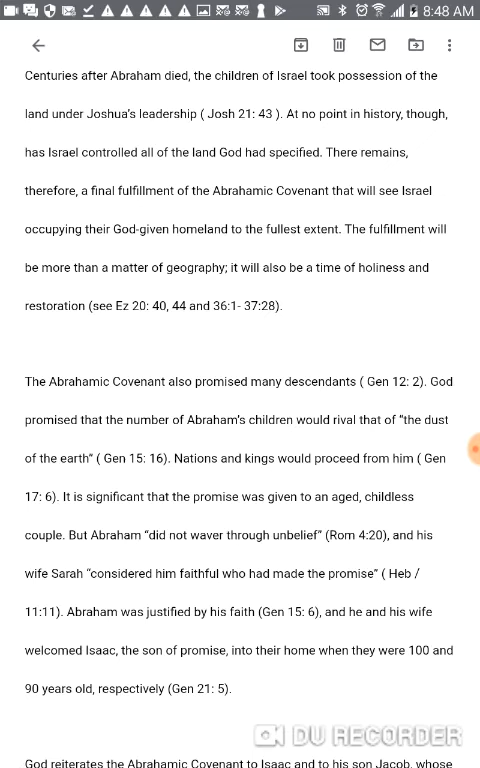 8:48 AM
Centuries after Abraham died, the children of Israel took possession of the
land under Joshua's leadership ( Josh 21: 43 ). At no point in history, though,
has Israel controlled all of the land God had specified. There remains,
therefore, a final fulfillment of the Abrahamic Covenant that will see Israel
occupying their God-given homeland to the fullest extent. The fulfillment will
be more than a matter of geography; it will also be a time of holiness and
restoration (see Ez 20: 40, 44 and 36:1- 37:28).
The Abrahamic Covenant also promised many descendants ( Gen 12: 2). God
promised that the number of Abraham's children would rival that of “the dust
of the earth” ( Gen 15: 16). Nations and kings would proceed from him ( Gen
17: 6). It is significant that the promise was given to an aged, childless
couple. But Abraham “did not waver through unbelief” (Rom 4:20), and his
wife Sarah “considered him faithful who had made the promise” ( Heb /
11:11). Abraham was justified by his faith (Gen 15: 6), and he and his wife
welcomed Isaac, the son of promise, into their home when they were 100 and
90 years old, respectively (Gen 21: 5).
DU RECORDER
God reiterates the Abrahamic Covenant to Isaac and to his son Jacob, whose